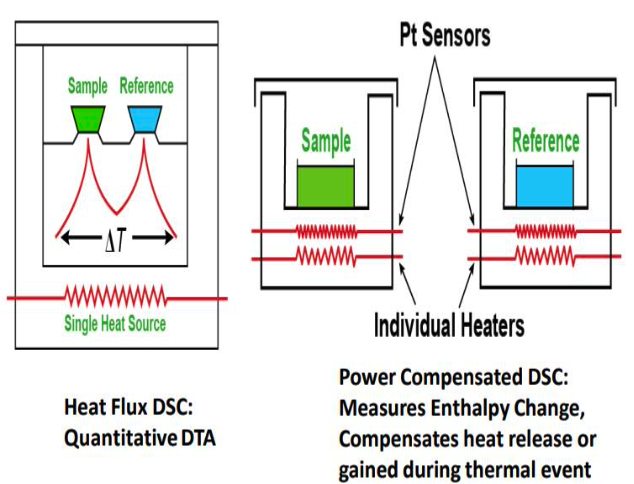 Sample Reference
ΔT
Single Heat Source
Heat Flux DSC:
Quantitative DTA
Pt Sensors
Sample
Reference
Individual Heaters
Power Compensated DSC:
Measures Enthalpy Change,
Compensates heat release or
gained during thermal event